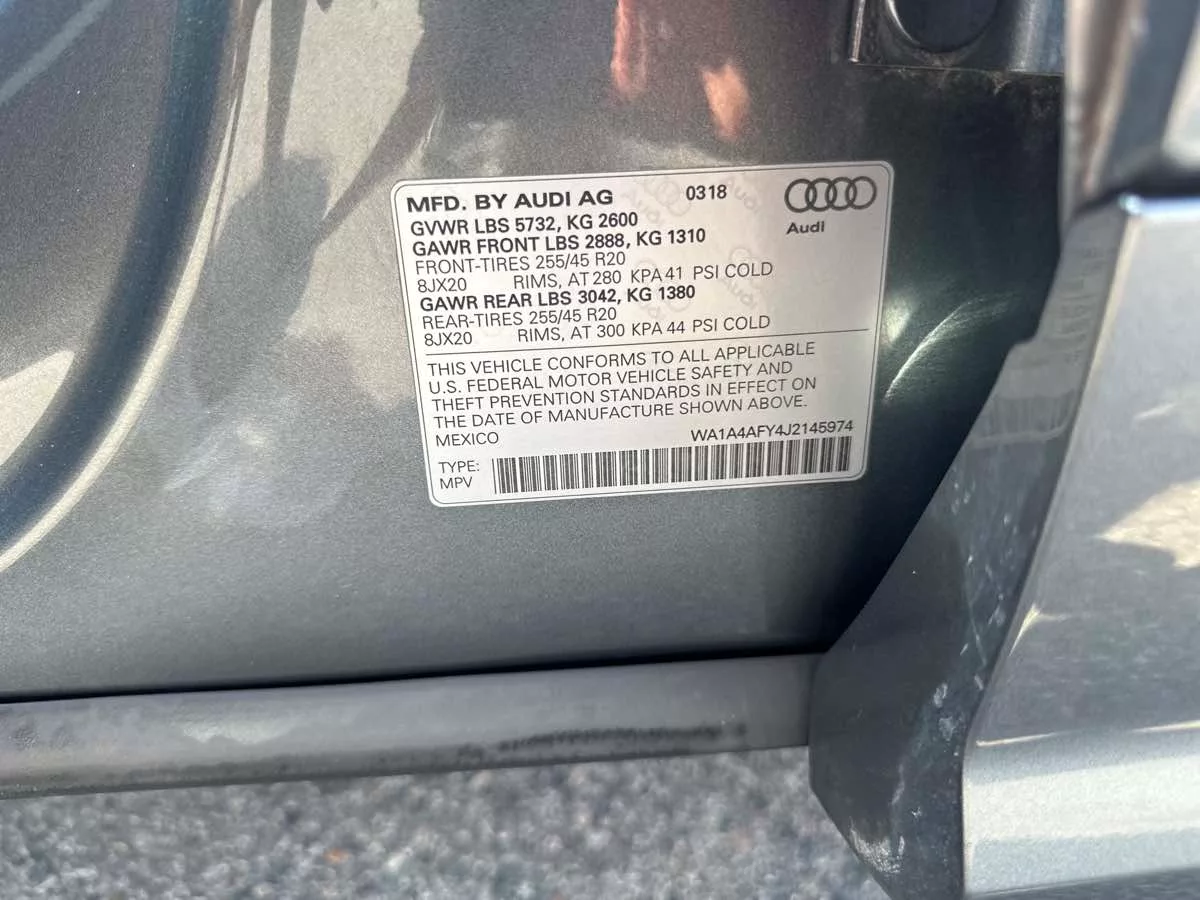 MFD. BY AUDI AG 0318
Audi
GVWR LBS 5732, KG 2600
GAWR FRONT LBS 2888, KG 1310
FRONT-TIRES 255/45 R20
8JX20 RIMS, AT 280 KPA 41 PSI COLD
GAWR REAR LBS 3042, KG 1380
REAR-TIRES 255/45 R20
8JX20 RIMS, AT 300 KPA 44 PSI COLD
THIS VEHICLE CONFORMS TO ALL APPLICABLE
U.S. FEDERAL MOTOR VEHICLE SAFETY AND
THEFT PREVENTION STANDARDS IN EFFECT ON
THE DATE OF MANUFACTURE SHOWN ABOVE.
MEXICO WA1A4AFY4J2145974
TYPE:
MPV